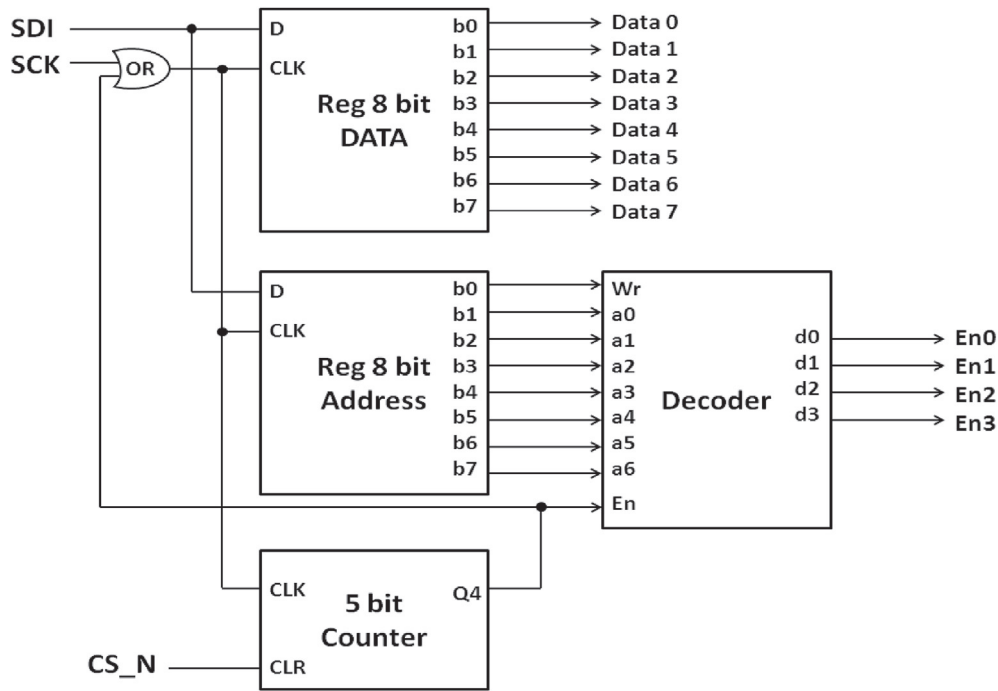 SDI
SCK
OR
D
CLK
Reg 8 bit
DATA
b0
b1
b2
b3
b4
b5
b6
b7
Data 0
Data 1
Data 2
Data 3
Data 4
Data 5
Data 6
Data 7
D
CLK
Reg 8 bit
Address
b0
b1
b2
b3
b4
b5
b6
b7
Wr
a0
a1
a2
a3
a4
a5
a6
En
Decoder
d0
d1
d2
d3
En0
En1
En2
En3
CLK
5 bit
Counter
Q4
CLR
CS_N